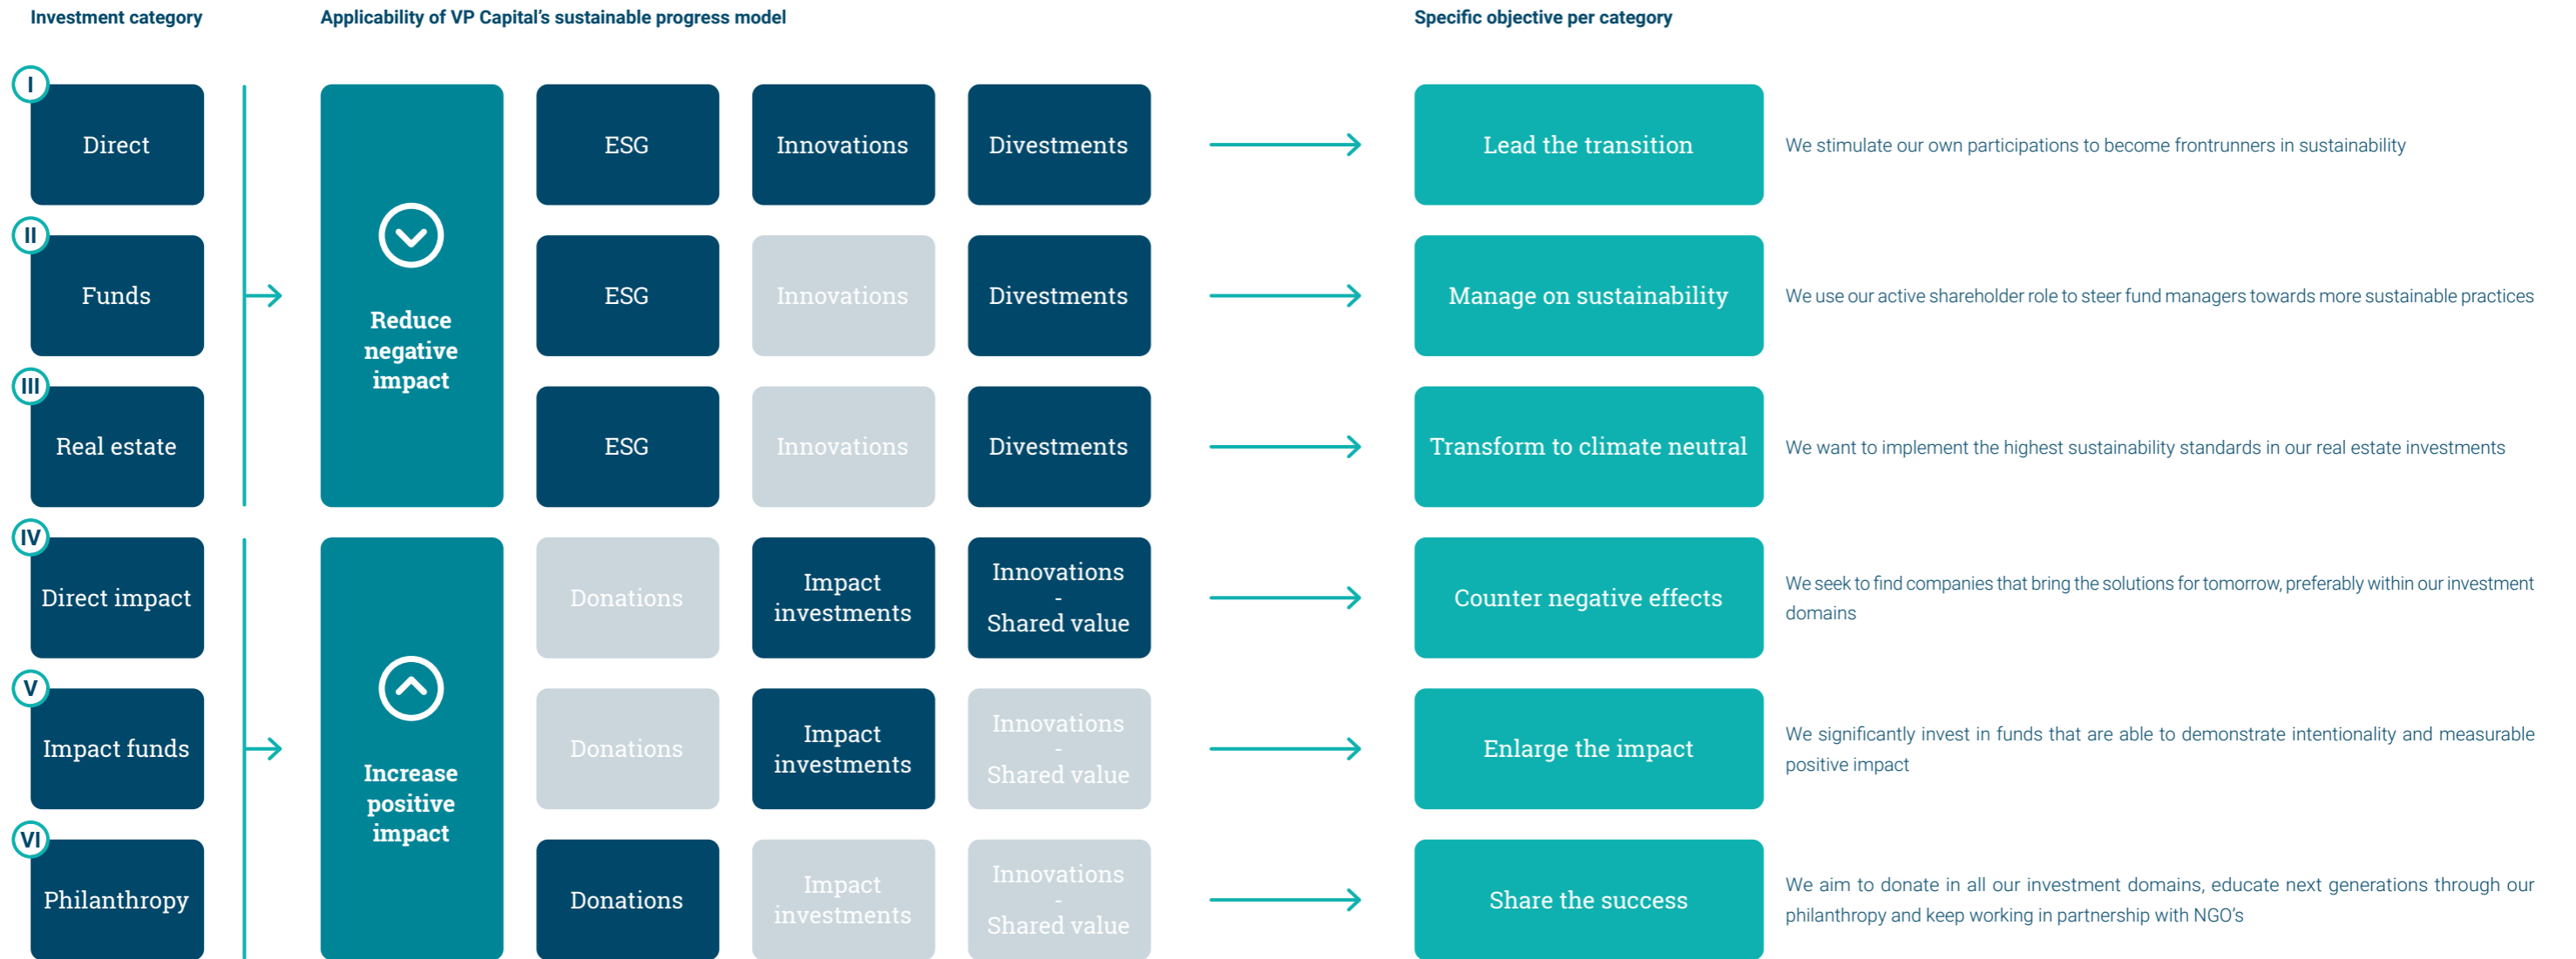 Investment category
Applicability of VP Capital’s sustainable progress model
Specific objective per category
I
Direct
ESG
Innovations
Divestments
Lead the transition
We stimulate our own participations to become frontrunners in sustainability
II
Funds
Reduce
negative
impact
ESG
Innovations
Divestments
Manage on sustainability
We use our active shareholder role to steer fund managers towards more sustainable practices
III
Real estate
ESG
Innovations
Divestments
Transform to climate neutral
We want to implement the highest sustainability standards in our real estate investments
IV
Direct impact
Donations
Impact
investments
Innovations
-
Shared value
Counter negative effects
We seek to find companies that bring the solutions for tomorrow, preferably within our investment
domains
V
Impact funds
Increase
positive
impact
Donations
Impact
investments
Innovations
-
Shared value
Enlarge the impact
We significantly invest in funds that are able to demonstrate intentionality and measurable
positive impact
VI
Philanthropy
Donations
Impact
investments
Innovations
-
Shared value
Share the success
We aim to donate in all our investment domains, educate next generations through our
philanthropy and keep working in partnership with NGO’s